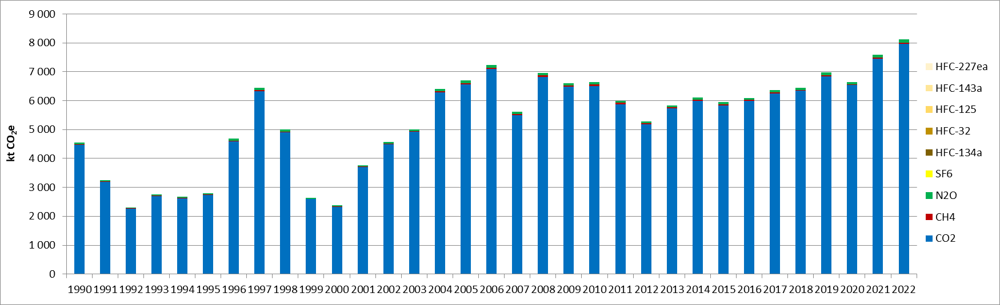 9 000
8 000
7 000
6 000
5 000
4 000
3 000
2 000
1 000
0
kt CO₂e
1990 1991 1992 1993 1994 1995 1996 1997 1998 1999 2000 2001 2002 2003 2004 2005 2006 2007 2008 2009 2010 2011 2012 2013 2014 2015 2016 2017 2018 2019 2020 2021 2022
HFC-227ea
HFC-143a
HFC-125
HFC-32
HFC-134a
SF6
N2O
CH4
CO2